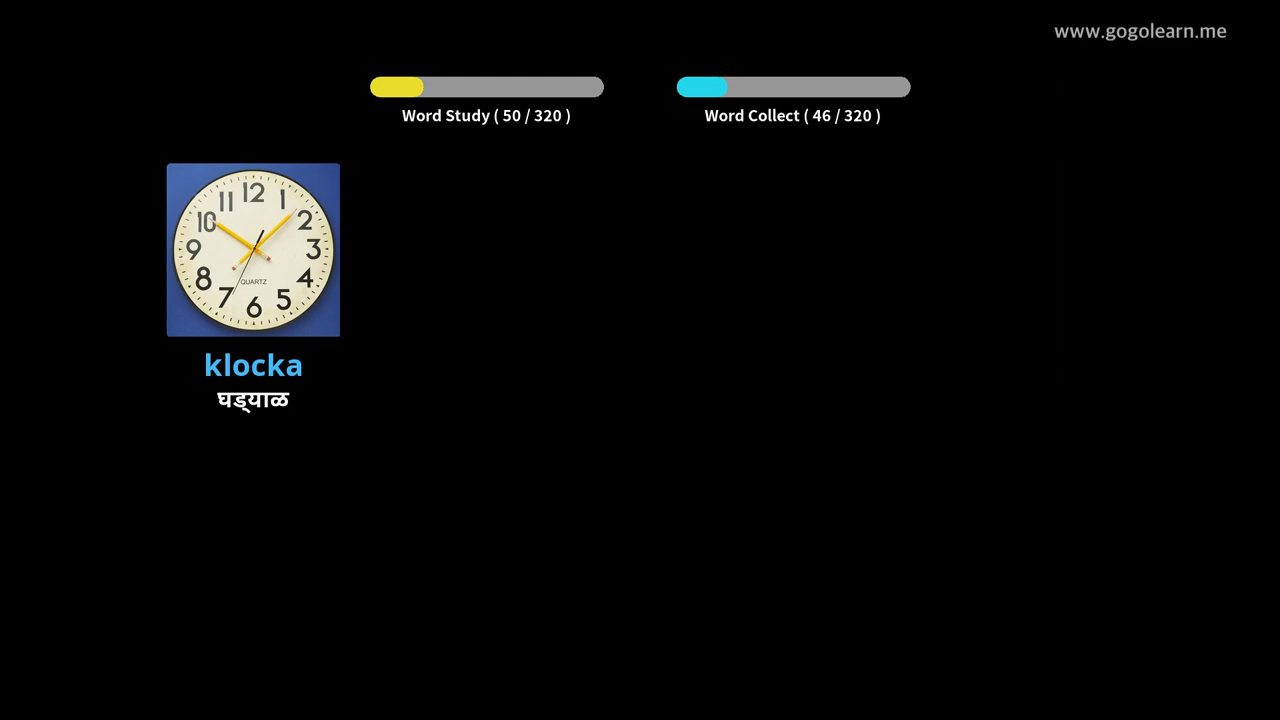 www.gogolearn.me
Word Study ( 50 / 320 )
Word Collect ( 46 / 320 )
12
1
2
3
4
5
6
7
8
9
10
11
QUARTZ
klocka
घड्याळ